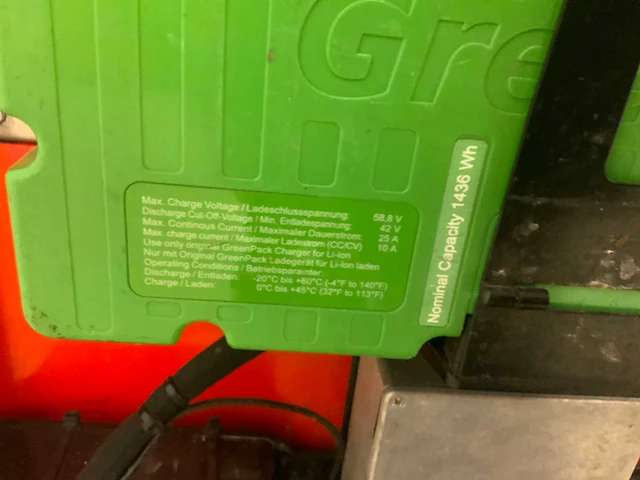 Gre
Max. Charge Voltage / Ladeschlussspannung: 58,8 V
Discharge Cut-Off-Voltage / Min. Entladespannung: 42 V
Max. Continous Current / Maximaler Dauerstrom: 25 A
Max. charge current / Maximaler Ladestrom (CC/CV) 10 A
Use only original GreenPack Charger for Li-Ion
Nur mit Original GreenPack Ladegerät für Li-Ion laden
Operating Conditions / Betriebsparamter:
Discharge / Entladen: -20°C bis +60°C (-4°F to 140°F)
Charge / Laden: 0°C bis +45°C (32°F to 113°F)
Nominal Capacity 1436 Wh